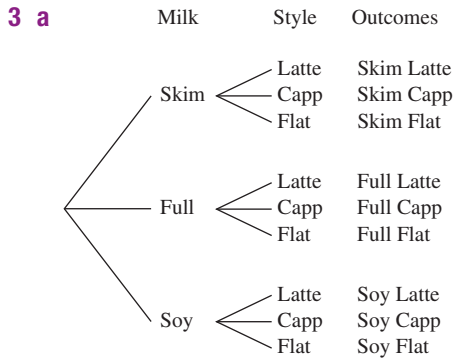 3 a Milk Style Outcomes
Latte Skim Latte
Skim Capp Skim Capp
Flat Skim Flat
Latte Full Latte
Full Capp Full Capp
Flat Full Flat
Latte Soy Latte
Soy Capp Soy Capp
Flat Soy Flat